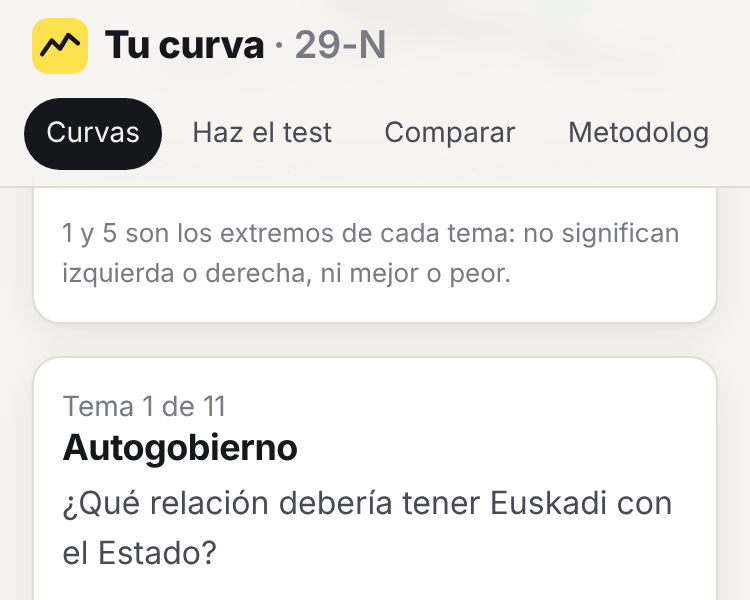 Tu curva · 29-N
Curvas Haz el test Comparar Metodolog
1 y 5 son los extremos de cada tema: no significan
izquierda o derecha, ni mejor o peor.
Tema 1 de 11
Autogobierno
¿Qué relación debería tener Euskadi con
el Estado?